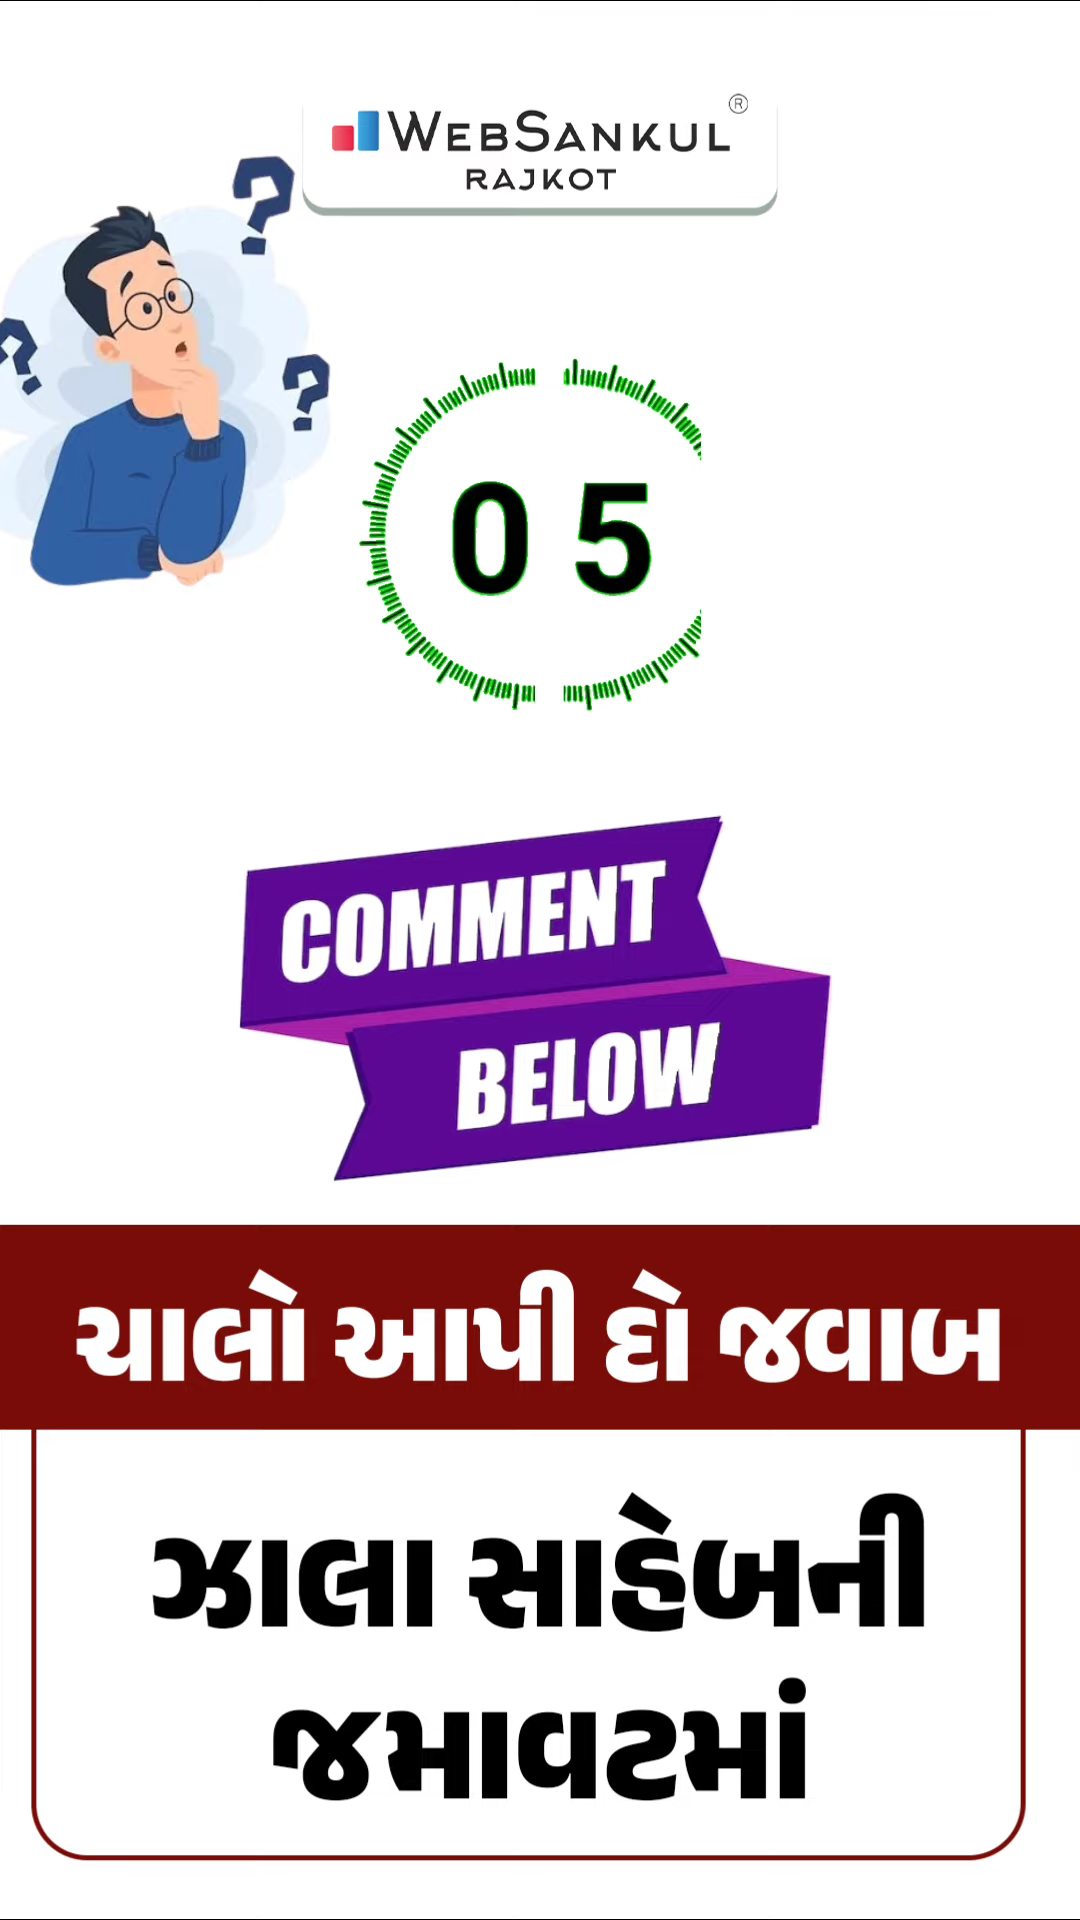 WEBSANKUL ®
RAJKOT
? ? ?
05
COMMENT
BELOW
ચાલો આપી દો જવાબ
ઝાલા સાહેબની
જમાવટમાં